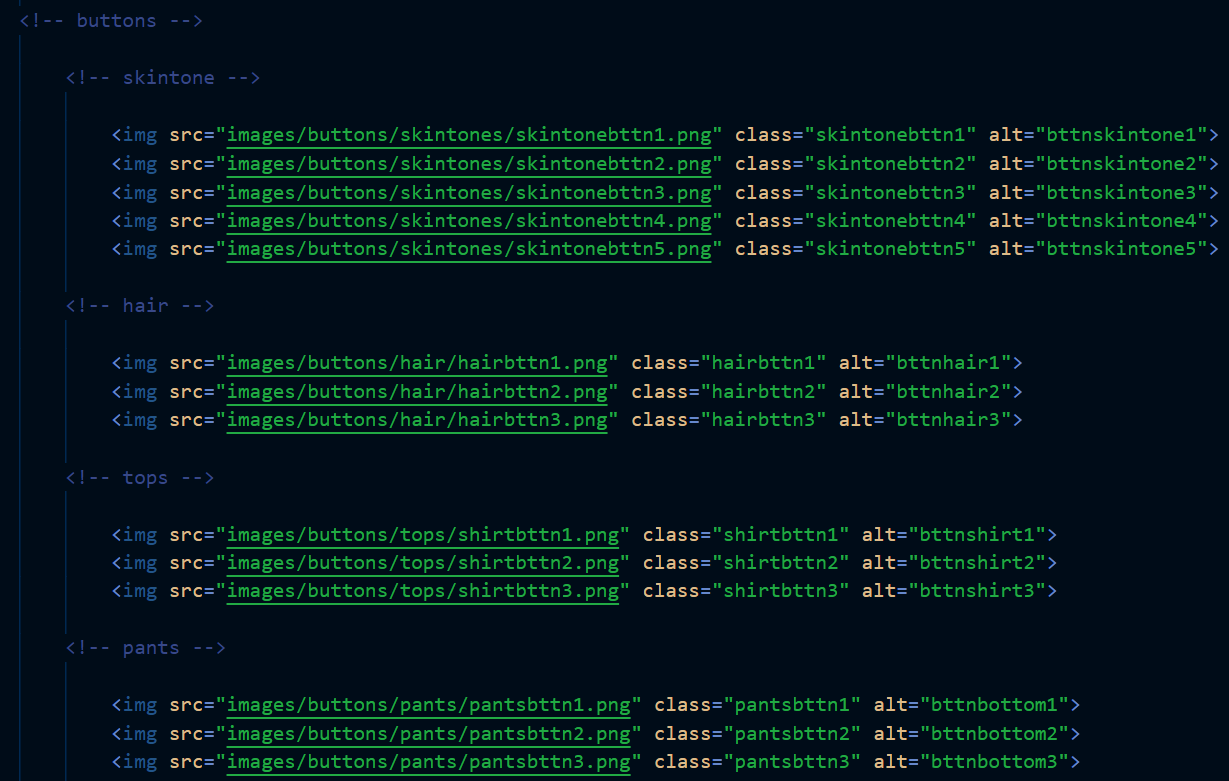 <!-- buttons -->
<!-- skintone -->
<img src="images/buttons/skintones/skintonebttn1.png" class="skintonebttn1" alt="bttnskintone1">
<img src="images/buttons/skintones/skintonebttn2.png" class="skintonebttn2" alt="bttnskintone2">
<img src="images/buttons/skintones/skintonebttn3.png" class="skintonebttn3" alt="bttnskintone3">
<img src="images/buttons/skintones/skintonebttn4.png" class="skintonebttn4" alt="bttnskintone4">
<img src="images/buttons/skintones/skintonebttn5.png" class="skintonebttn5" alt="bttnskintone5">
<!-- hair -->
<img src="images/buttons/hair/hairbttn1.png" class="hairbttn1" alt="bttnhair1">
<img src="images/buttons/hair/hairbttn2.png" class="hairbttn2" alt="bttnhair2">
<img src="images/buttons/hair/hairbttn3.png" class="hairbttn3" alt="bttnhair3">
<!-- tops -->
<img src="images/buttons/tops/shirtbttn1.png" class="shirtbttn1" alt="bttnshirt1">
<img src="images/buttons/tops/shirtbttn2.png" class="shirtbttn2" alt="bttnshirt2">
<img src="images/buttons/tops/shirtbttn3.png" class="shirtbttn3" alt="bttnshirt3">
<!-- pants -->
<img src="images/buttons/pants/pantsbttn1.png" class="pantsbttn1" alt="bttnbottom1">
<img src="images/buttons/pants/pantsbttn2.png" class="pantsbttn2" alt="bttnbottom2">
<img src="images/buttons/pants/pantsbttn3.png" class="pantsbttn3" alt="bttnbottom3">